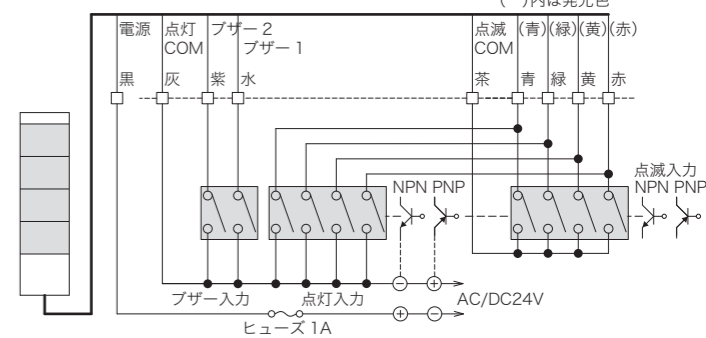 (　)内は発光色
電源 点灯 ブザー 2 点滅 (青)(緑)(黄)(赤)
COM ブザー 1 COM
黒 灰 紫 水 茶 青 緑 黄 赤
点滅入力
NPN PNP NPN PNP
ブザー入力 点灯入力 AC/DC24V
ヒューズ 1A